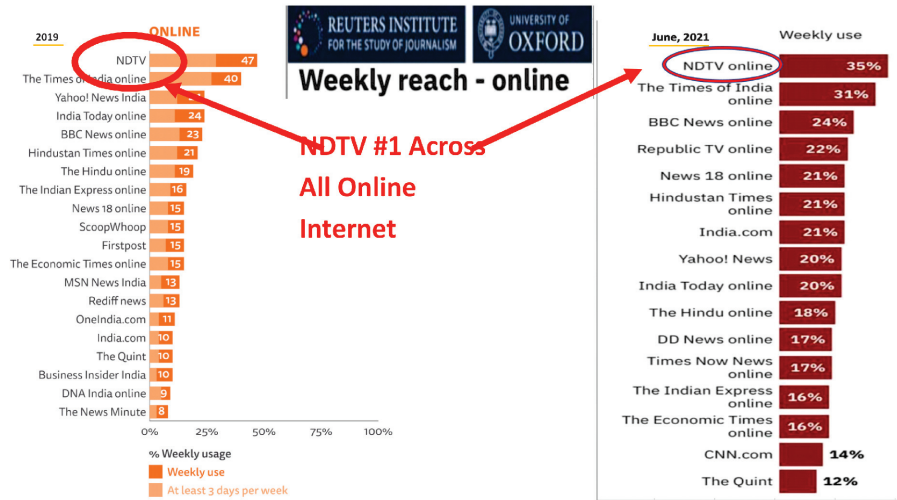 2019
ONLINE
NDTV 47
The Times of India online 40
Yahoo! News India
India Today online 24
BBC News online 23
Hindustan Times online 21
The Hindu online 19
The Indian Express online 16
News 18 online 15
ScoopWhoop 15
Firstpost 15
The Economic Times online 15
MSN News India 13
Rediff news 13
OneIndia.com 11
India.com 10
The Quint 10
Business Insider India 10
DNA India online 9
The News Minute 8
0% 25% 50% 75% 100%
% Weekly usage
Weekly use
At least 3 days per week
REUTERS INSTITUTE
FOR THE STUDY OF JOURNALISM
UNIVERSITY OF
OXFORD
Weekly reach - online
NDTV #1 Across
All Online
Internet
June, 2021
Weekly use
NDTV online 35%
The Times of India
online 31%
BBC News online 24%
Republic TV online 22%
News 18 online 21%
Hindustan Times
online 21%
India.com 21%
Yahoo! News 20%
India Today online 20%
The Hindu online 18%
DD News online 17%
Times Now News
online 17%
The Indian Express
online 16%
The Economic Times
online 16%
CNN.com 14%
The Quint 12%